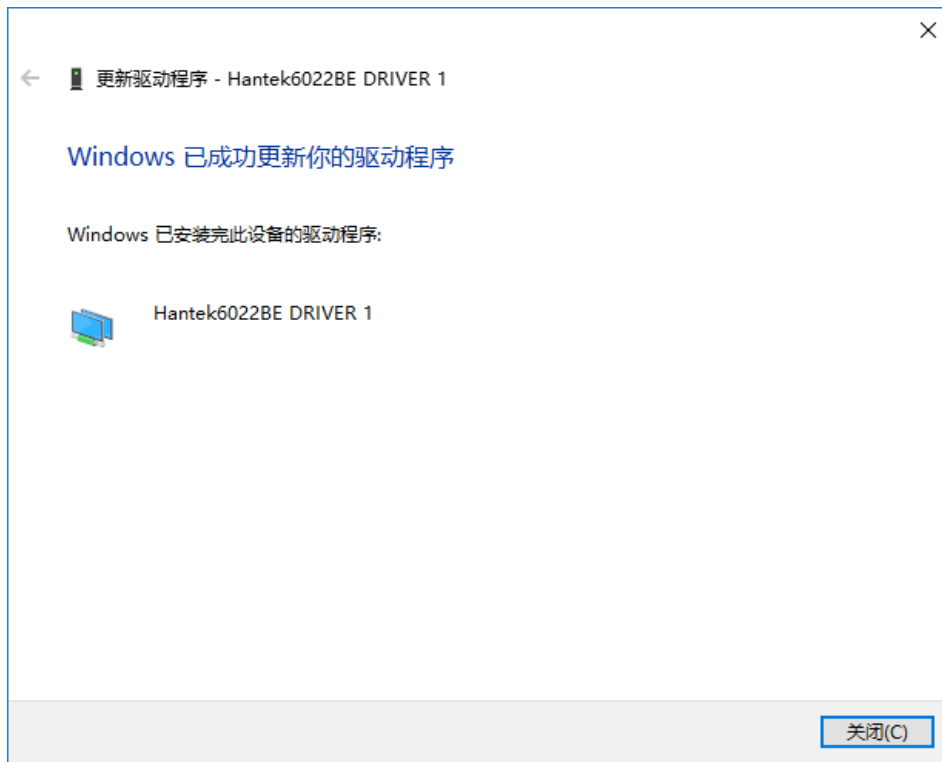 更新驱动程序 - Hantek6022BE DRIVER 1
Windows 已成功更新你的驱动程序
Windows 已安装完此设备的驱动程序:
Hantek6022BE DRIVER 1
关闭(C)